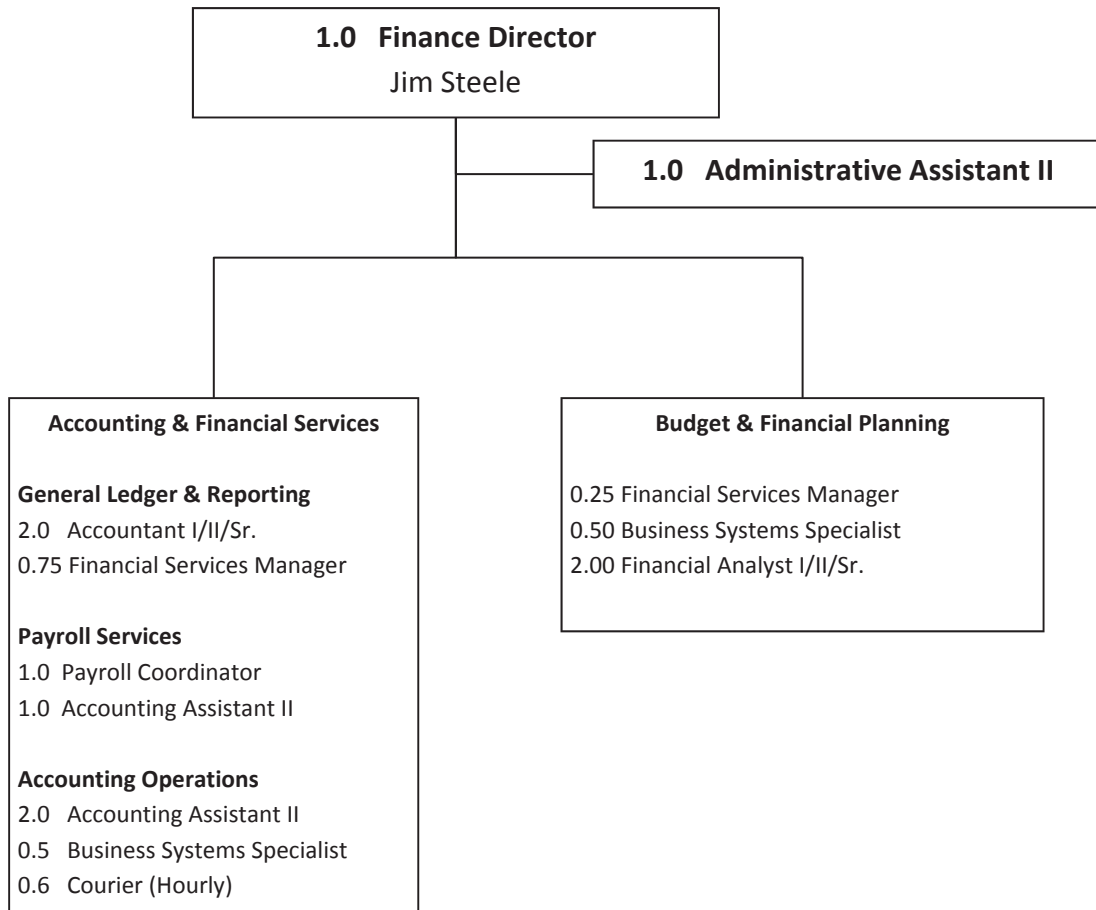 1.0 Finance Director
Jim Steele
1.0 Administrative Assistant II
Accounting & Financial Services
General Ledger & Reporting
2.0 Accountant I/II/Sr.
0.75 Financial Services Manager
Payroll Services
1.0 Payroll Coordinator
1.0 Accounting Assistant II
Accounting Operations
2.0 Accounting Assistant II
0.5 Business Systems Specialist
0.6 Courier (Hourly)
Budget & Financial Planning
0.25 Financial Services Manager
0.50 Business Systems Specialist
2.00 Financial Analyst I/II/Sr.